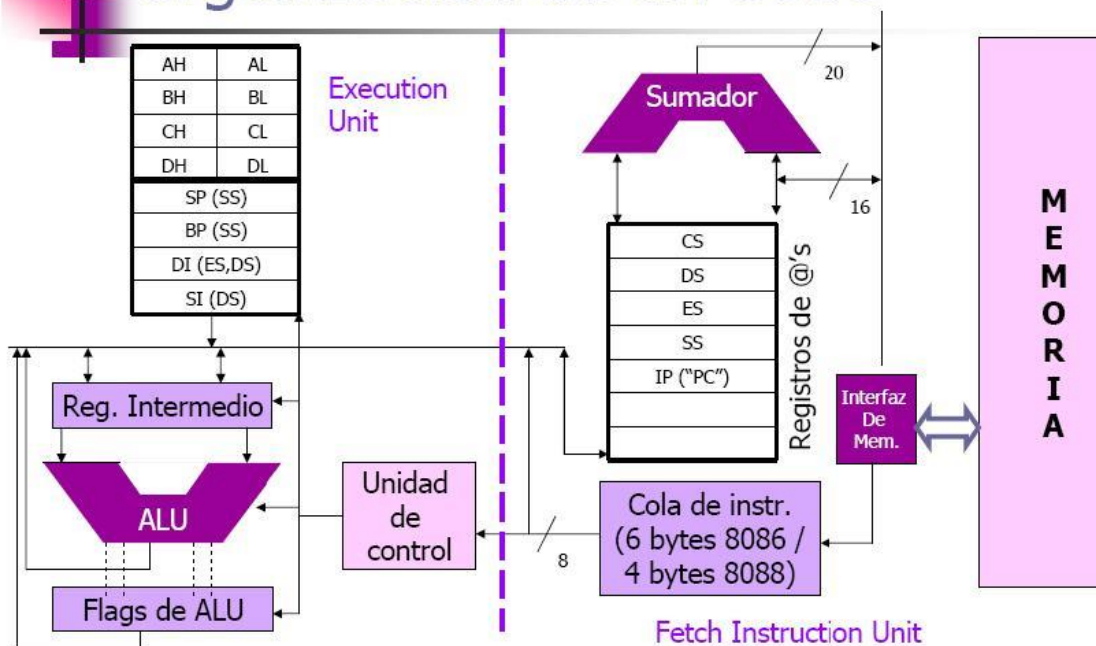 AH AL
BH BL
CH CL
DH DL
SP (SS)
BP (SS)
DI (ES,DS)
SI (DS)
Execution
Unit
Reg. Intermedio
ALU
Flags de ALU
Unidad
de
control
8
Sumador
20
16
CS
DS
ES
SS
IP ("PC")
Registros de @'s
Interfaz
De
Mem.
Cola de instr.
(6 bytes 8086 /
4 bytes 8088)
Fetch Instruction Unit
MEMORIA